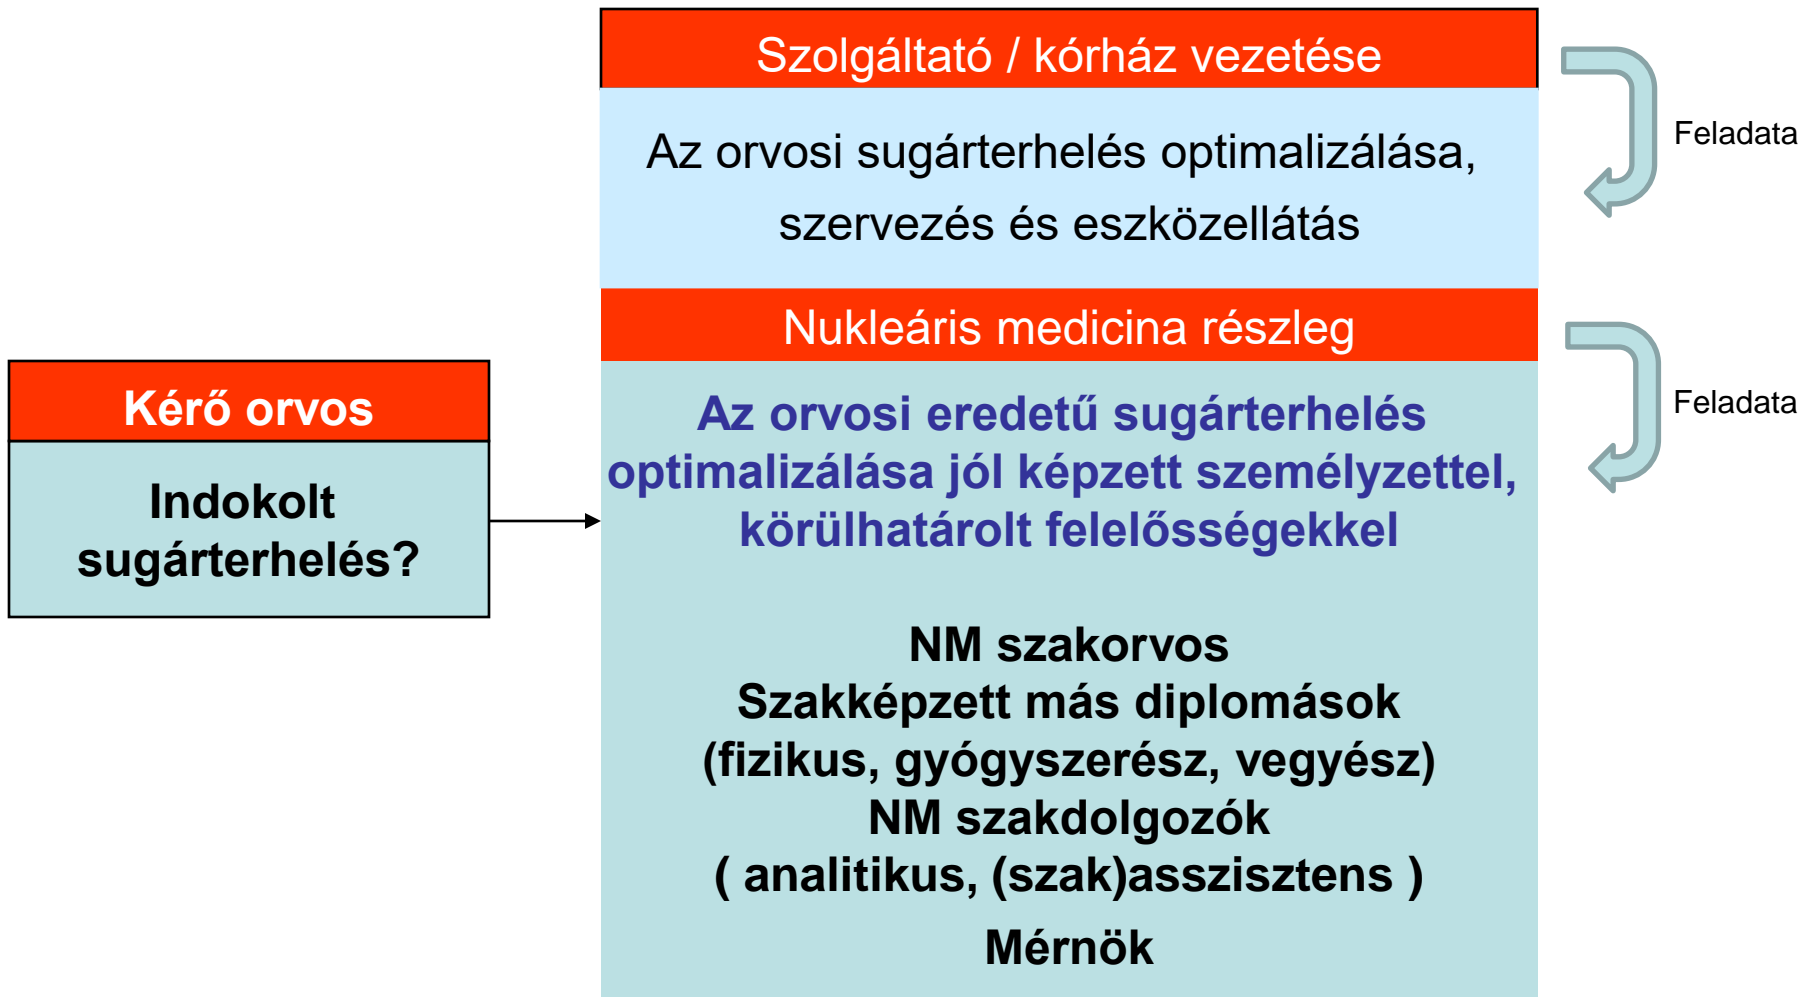 Szolgáltató / kórház vezetése
Az orvosi sugárterhelés optimalizálása,
szervezés és eszközellátás
Feladata
Nukleáris medicina részleg
Az orvosi eredetű sugárterhelés
optimalizálása jól képzett személyzettel,
körülhatárolt felelősségekkel
Feladata
Kérő orvos
Indokolt
sugárterhelés?
NM szakorvos
Szakképzett más diplomások
(fizikus, gyógyszerész, vegyész)
NM szakdolgozók
( analitikus, (szak)asszisztens )
Mérnök